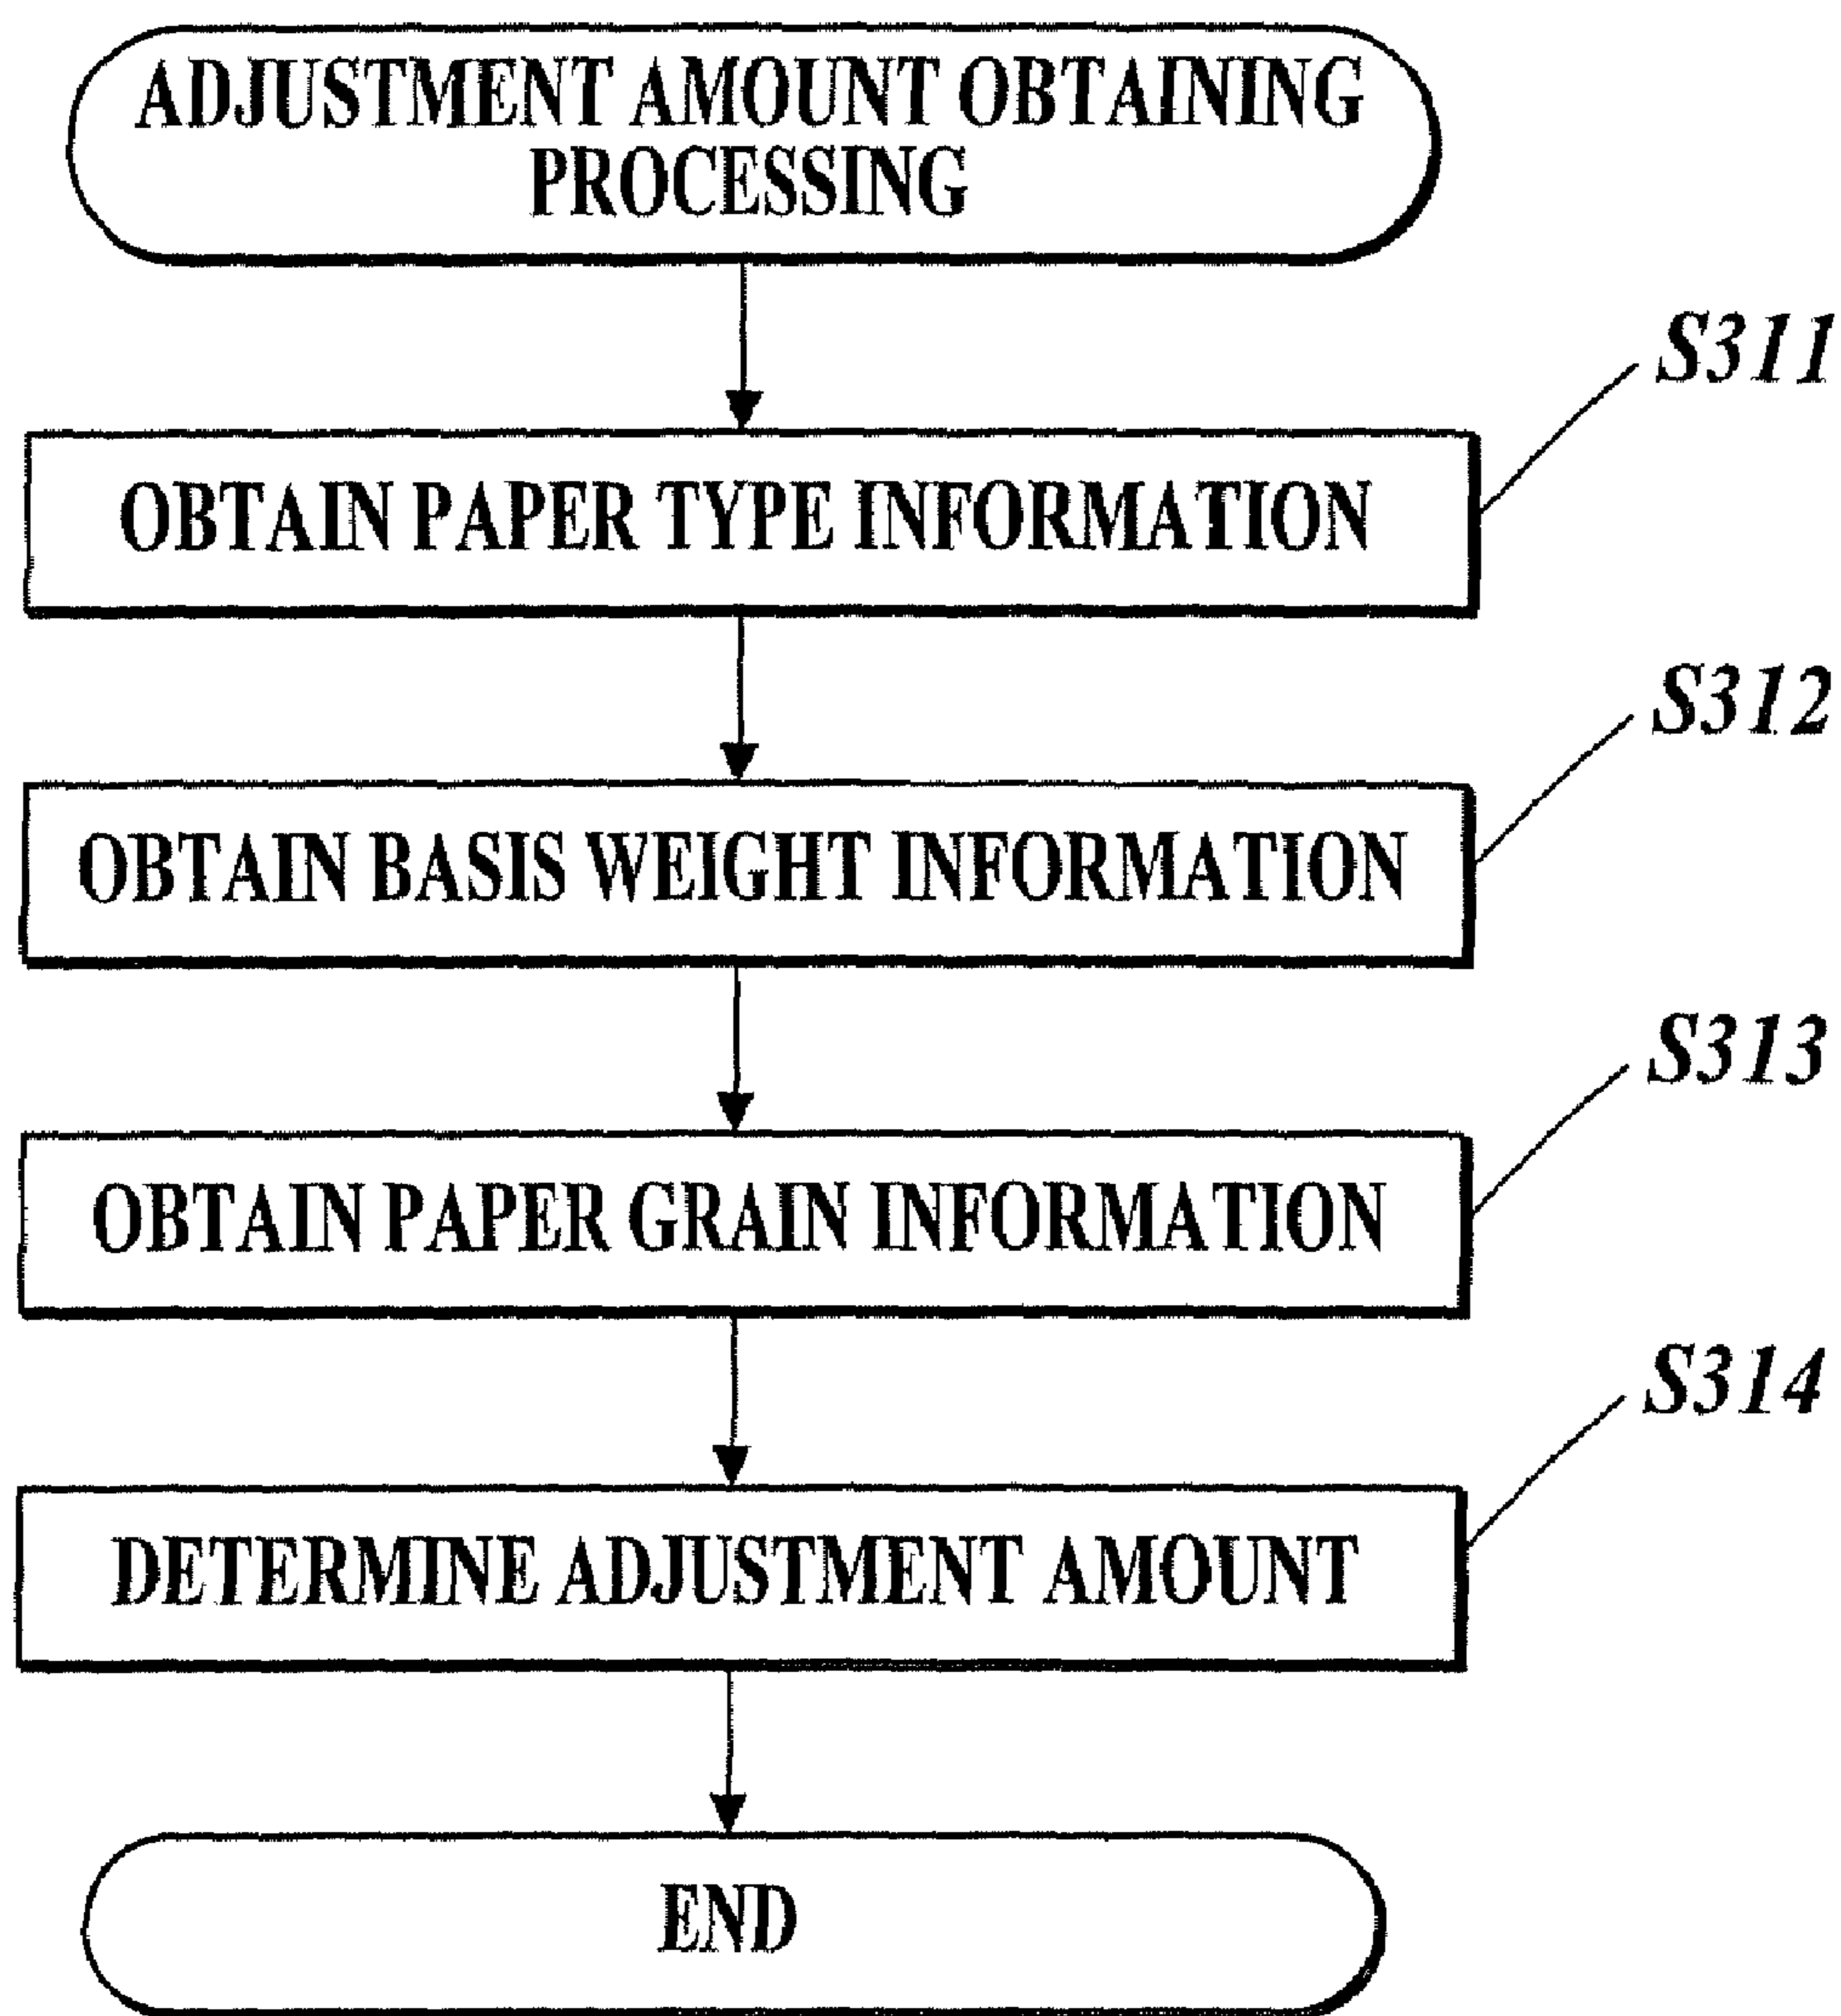 ADJUSTMENT AMOUNT OBTAINING
PROCESSING
S311
OBTAIN PAPER TYPE INFORMATION
S312
OBTAIN BASIS WEIGHT INFORMATION
S313
OBTAIN PAPER GRAIN INFORMATION
S314
DETERMINE ADJUSTMENT AMOUNT
END